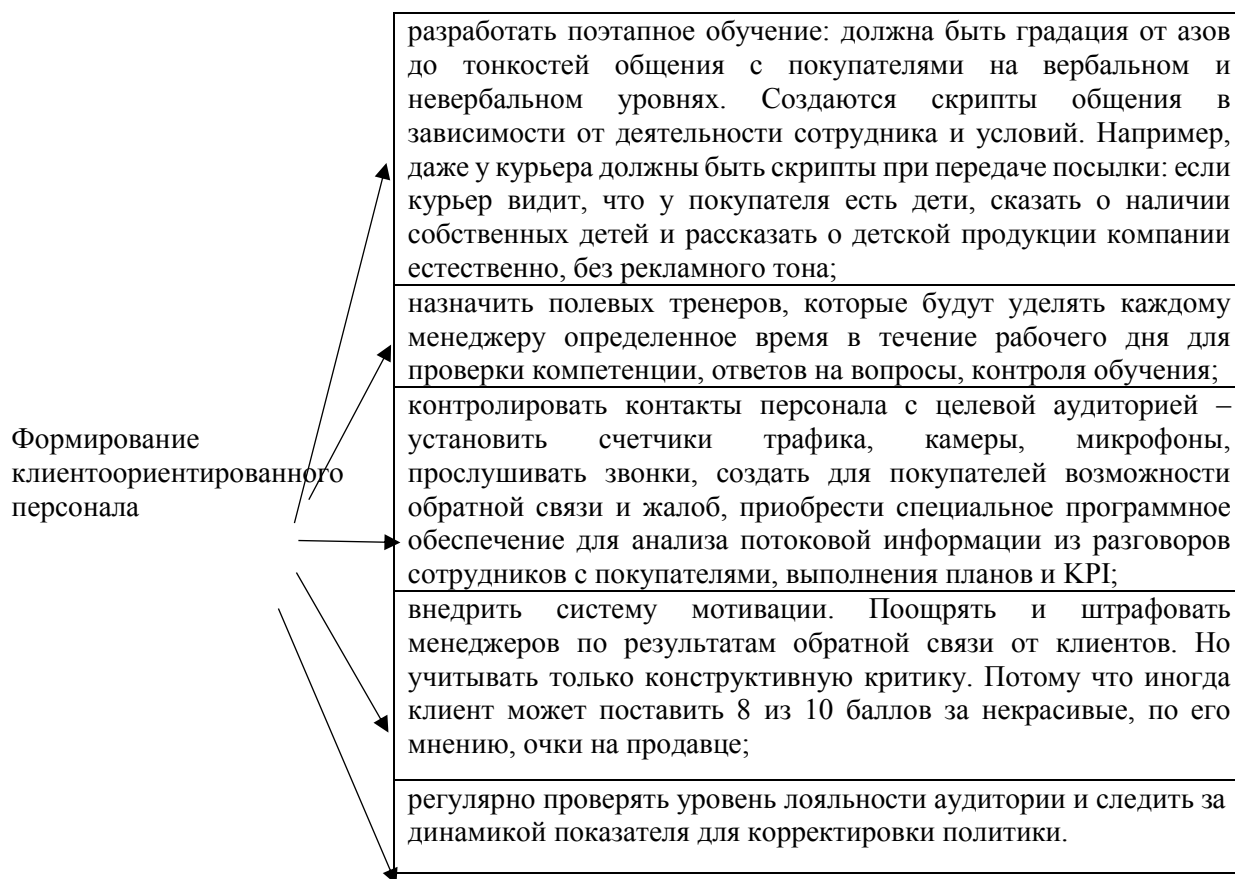 Формирование
клиентоориентированного
персонала
разработать поэтапное обучение: должна быть градация от азов
до тонкостей общения с покупателями на вербальном и
невербальном уровнях. Создаются скрипты общения в
зависимости от деятельности сотрудника и условий. Например,
даже у курьера должны быть скрипты при передаче посылки: если
курьер видит, что у покупателя есть дети, сказать о наличии
собственных детей и рассказать о детской продукции компании
естественно, без рекламного тона;
назначить полевых тренеров, которые будут уделять каждому
менеджеру определенное время в течение рабочего дня для
проверки компетенции, ответов на вопросы, контроля обучения;
контролировать контакты персонала с целевой аудиторией –
установить счетчики трафика, камеры, микрофоны,
прослушивать звонки, создать для покупателей возможности
обратной связи и жалоб, приобрести специальное программное
обеспечение для анализа потоковой информации из разговоров
сотрудников с покупателями, выполнения планов и KPI;
внедрить систему мотивации. Поощрять и штрафовать
менеджеров по результатам обратной связи от клиентов. Но
учитывать только конструктивную критику. Потому что иногда
клиент может поставить 8 из 10 баллов за некрасивые, по его
мнению, очки на продавце;
регулярно проверять уровень лояльности аудитории и следить за
динамикой показателя для корректировки политики.